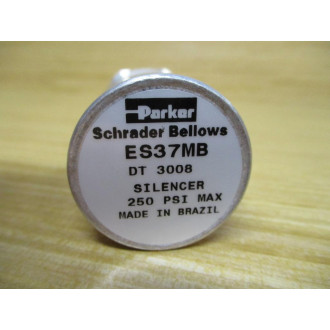 Parker
Schrader Bellows
ES37MB
DT 3008
SILENCER
250 PSI MAX
MADE IN BRAZIL